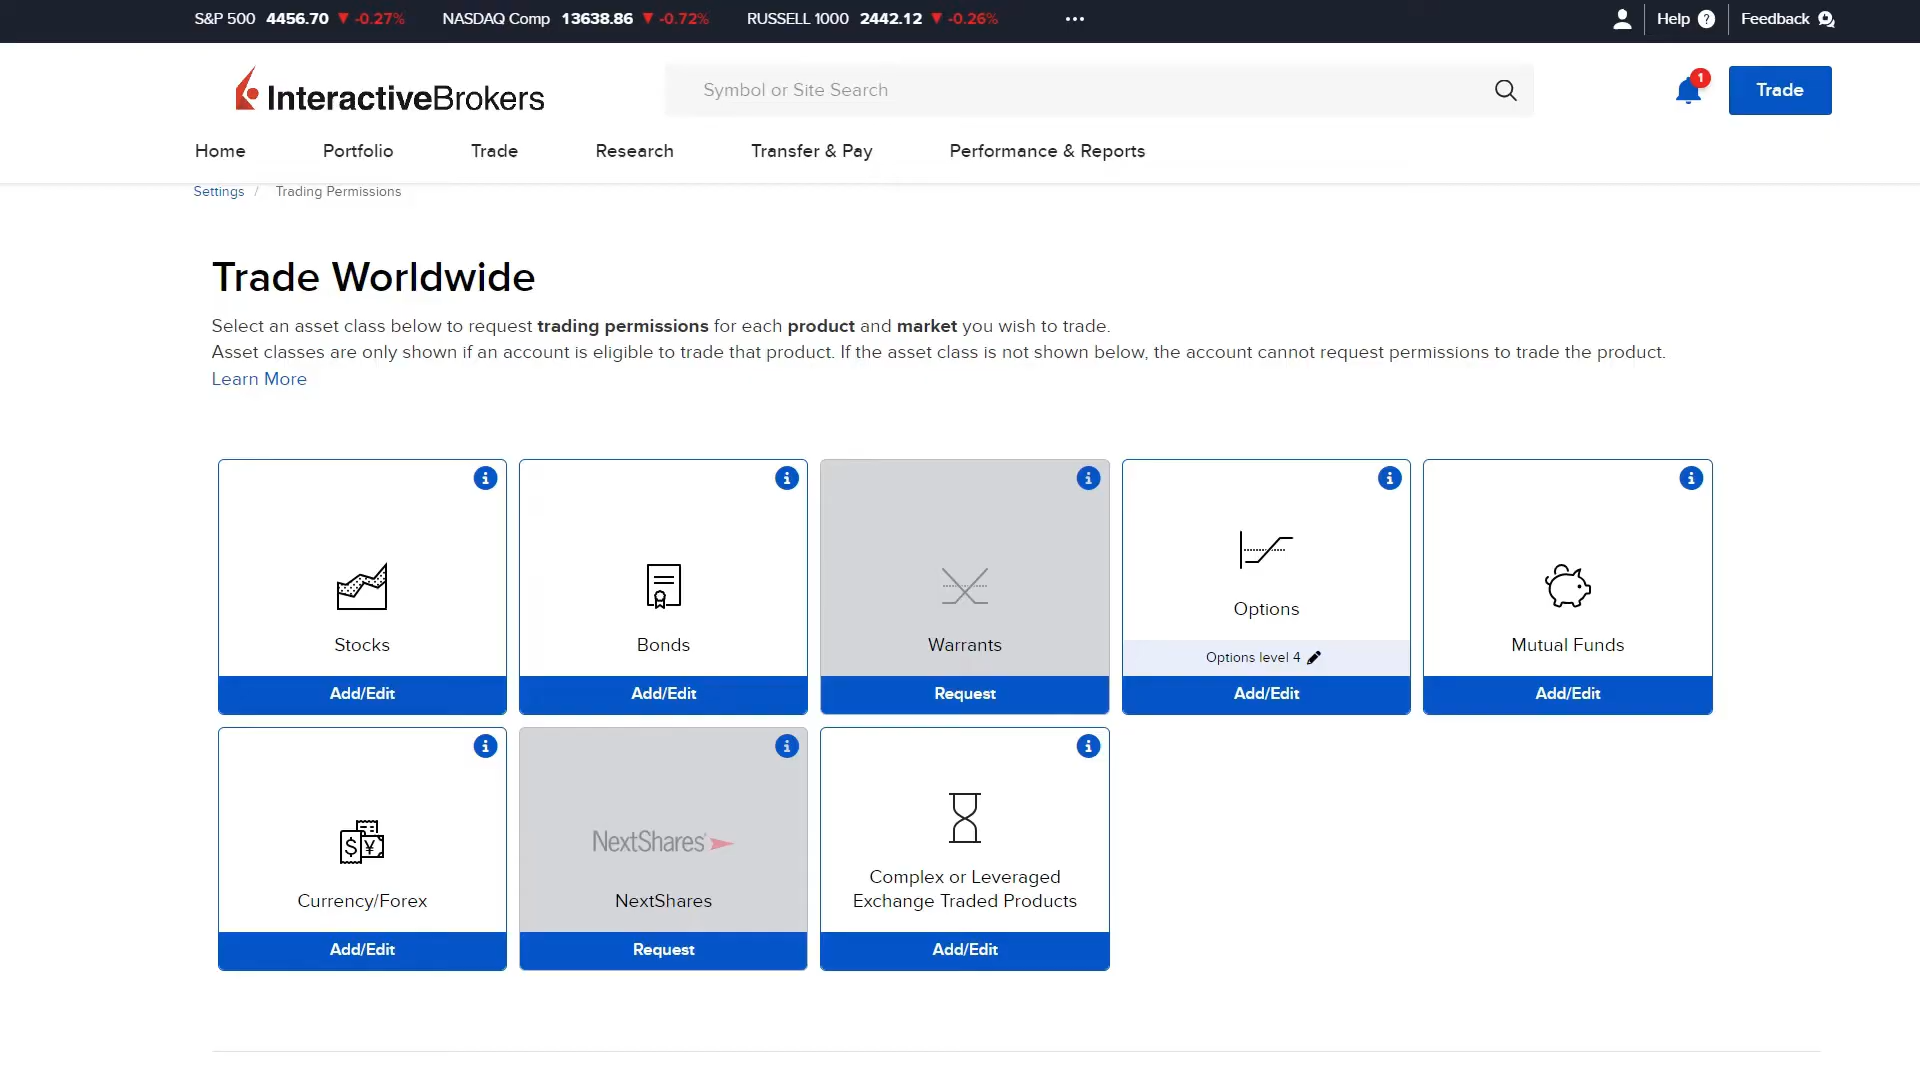 S&P 500 4456.70 ▼ -0.27% NASDAQ Comp 13638.86 ▼ -0.72% RUSSELL 1000 2442.12 ▼ -0.26% ••• Help ? Feedback
InteractiveBrokers
Symbol or Site Search
1
Trade
Home Portfolio Trade Research Transfer & Pay Performance & Reports
Settings / Trading Permissions
Trade Worldwide
Select an asset class below to request trading permissions for each product and market you wish to trade.
Asset classes are only shown if an account is eligible to trade that product. If the asset class is not shown below, the account cannot request permissions to trade the product.
Learn More
i i i i i
Options
Stocks Bonds Warrants Mutual Funds
Options level 4
Add/Edit Add/Edit Request Add/Edit Add/Edit
i i i
$ ¥ NextShares
Complex or Leveraged
Currency/Forex NextShares Exchange Traded Products
Add/Edit Request Add/Edit